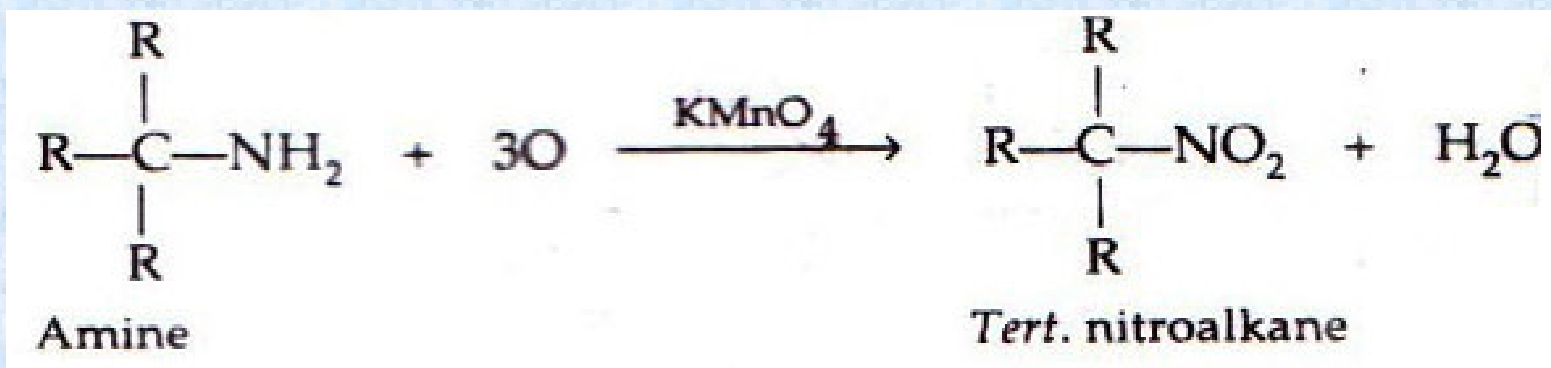 R R
R—C—NH₂ + 3O KMnO₄ R—C—NO₂ + H₂O
R R
Amine Tert. nitroalkane